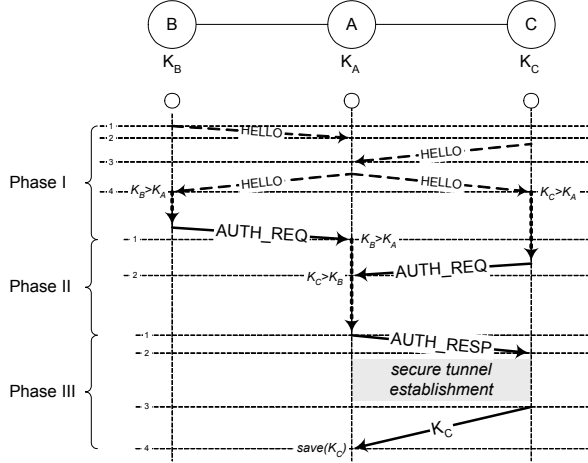 B A C
K_B K_A K_C
1
HELLO
2
HELLO
3
HELLO HELLO
Phase I
4 K_B>K_A K_C>K_A
AUTH_REQ
1 K_B>K_A
AUTH_REQ
2 K_C>K_B
Phase II
1
AUTH_RESP
2
secure tunnel
establishment
Phase III
3
K_C
4 save(K_C)